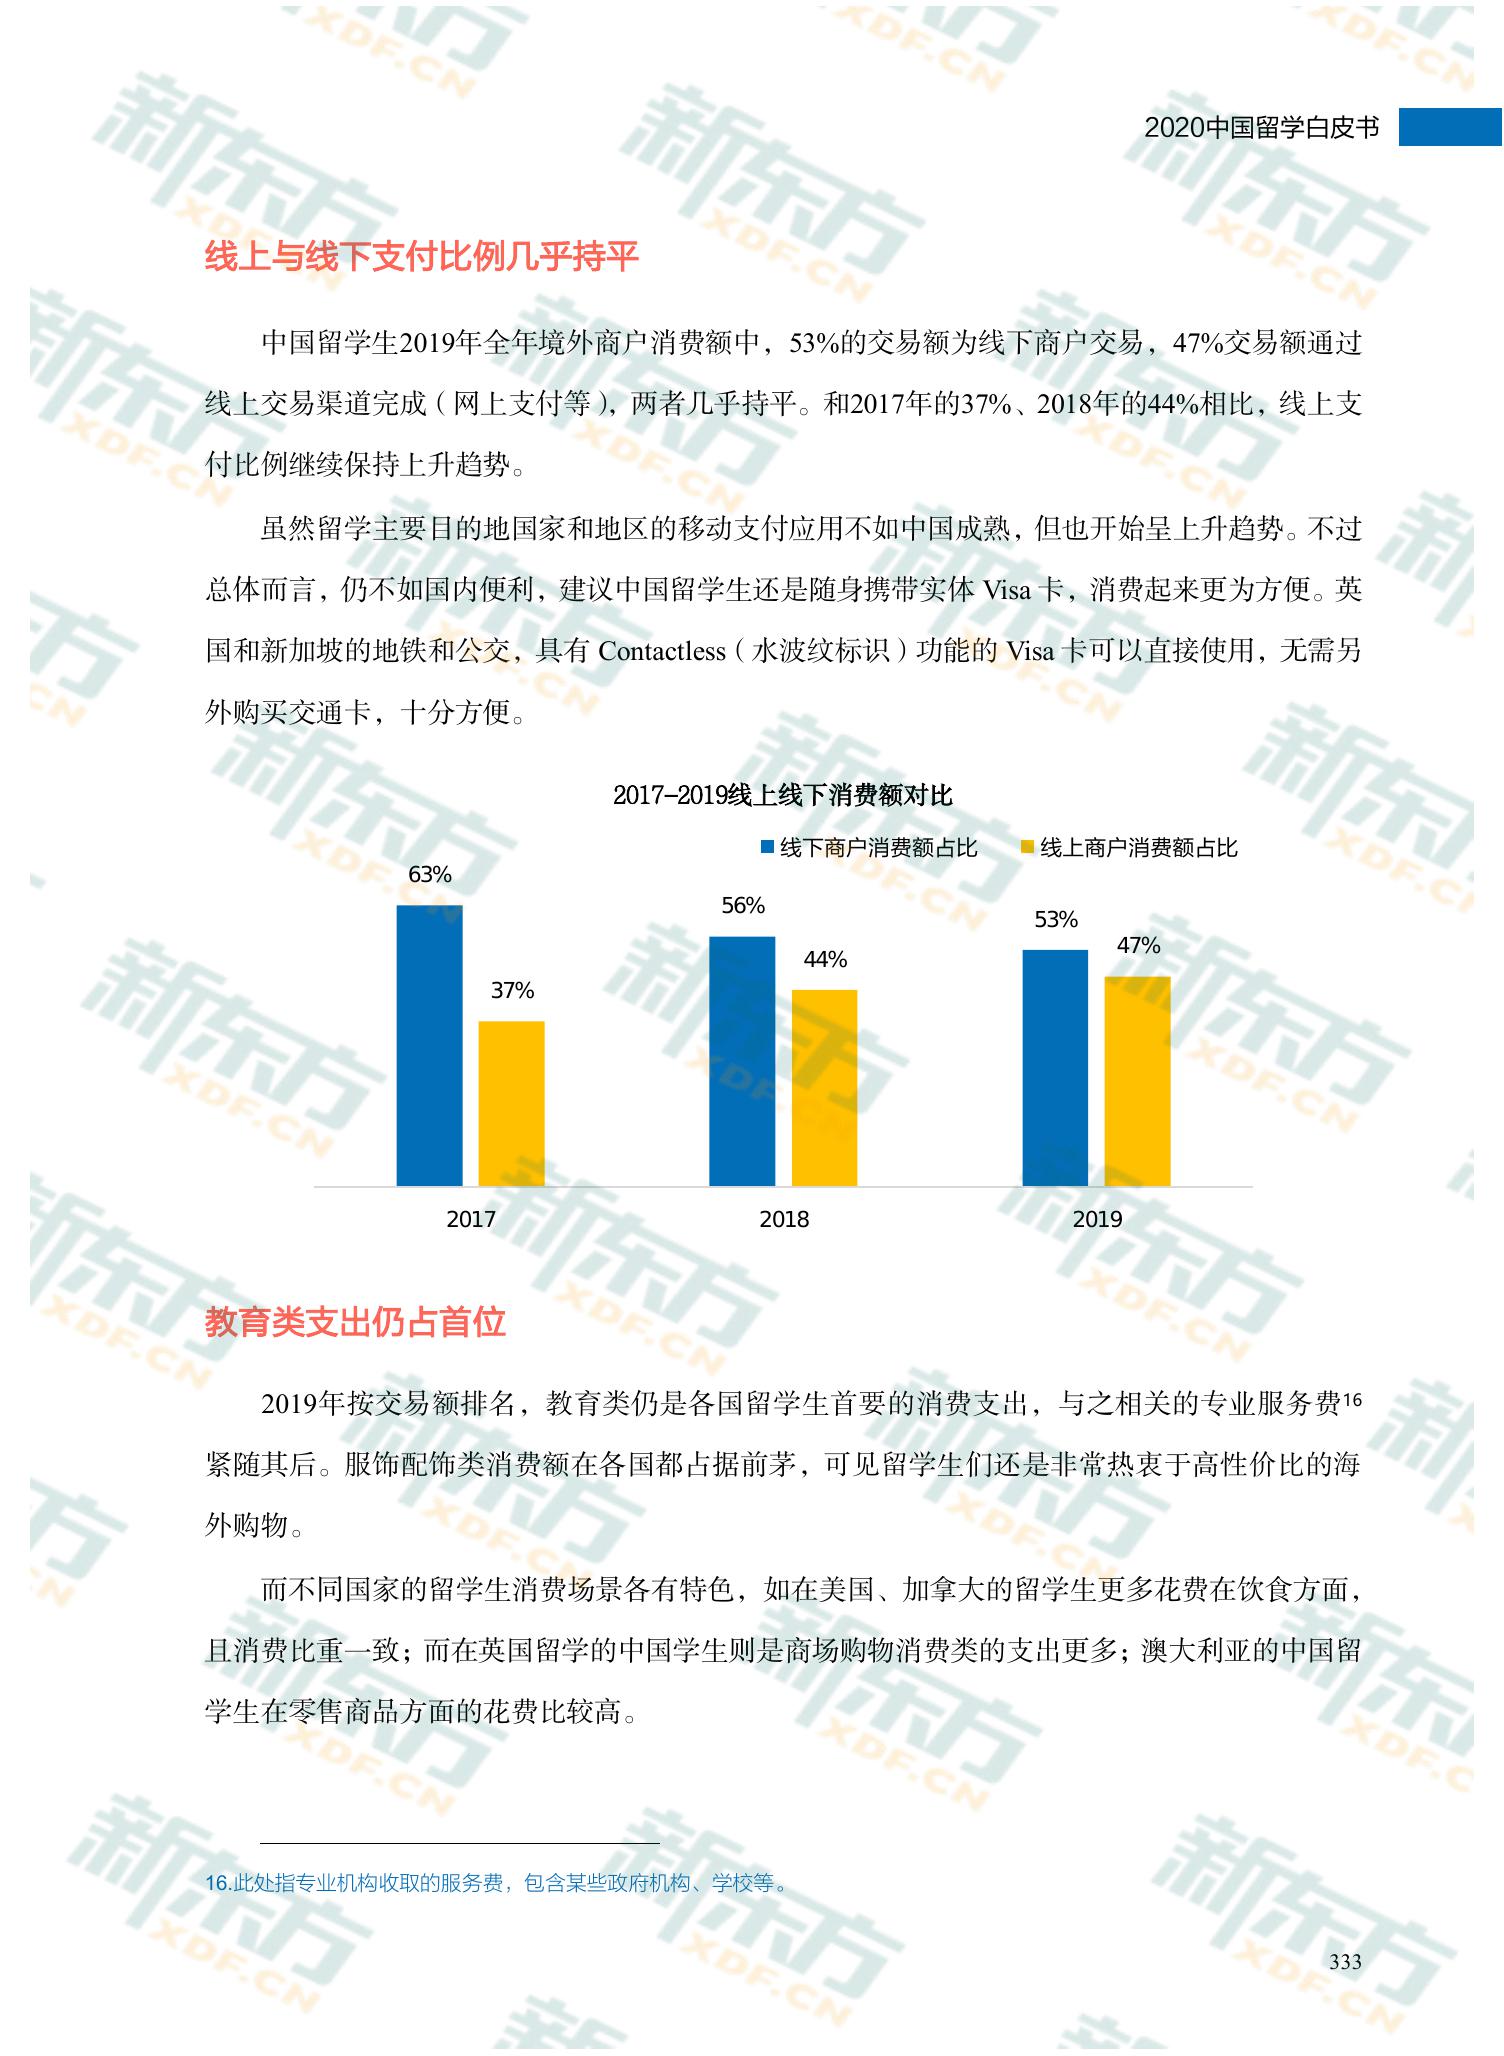 2020中国留学白皮书
线上与线下支付比例几乎持平
中国留学生2019年全年境外商户消费额中，53%的交易额为线下商户交易，47%交易额通过
线上交易渠道完成（网上支付等），两者几乎持平。和2017年的37%、2018年的44%相比，线上支
付比例继续保持上升趋势。
虽然留学主要目的地国家和地区的移动支付应用不如中国成熟，但也开始呈上升趋势。不过
总体而言，仍不如国内便利，建议中国留学生还是随身携带实体 Visa 卡，消费起来更为方便。英
国和新加坡的地铁和公交，具有 Contactless（水波纹标识）功能的 Visa 卡可以直接使用，无需另
外购买交通卡，十分方便。
2017–2019线上线下消费额对比
线下商户消费额占比 线上商户消费额占比
63%
37%
56%
44%
53%
47%
2017 2018 2019
教育类支出仍占首位
2019年按交易额排名，教育类仍是各国留学生首要的消费支出，与之相关的专业服务费16
紧随其后。服饰配饰类消费额在各国都占据前茅，可见留学生们还是非常热衷于高性价比的海
外购物。
而不同国家的留学生消费场景各有特色，如在美国、加拿大的留学生更多花费在饮食方面，
且消费比重一致；而在英国留学的中国学生则是商场购物消费类的支出更多；澳大利亚的中国留
学生在零售商品方面的花费比较高。
16.此处指专业机构收取的服务费，包含某些政府机构、学校等。
333
新东方
XDF.CN